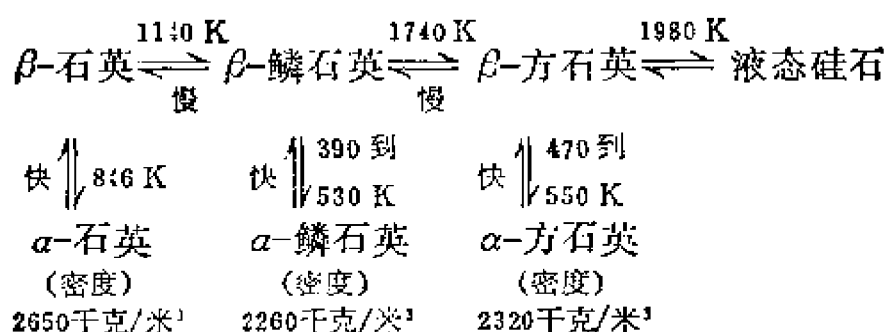 1140 K 1740 K 1980 K
β-石英 ⇌ β-鳞石英 ⇌ β-方石英 ⇌ 液态硅石
慢 慢
快 846 K 快 390 到 530 K 快 470 到 550 K
α-石英 α-鳞石英 α-方石英
(密度) (密度) (密度)
2650千克/米³ 2260千克/米³ 2320千克/米³